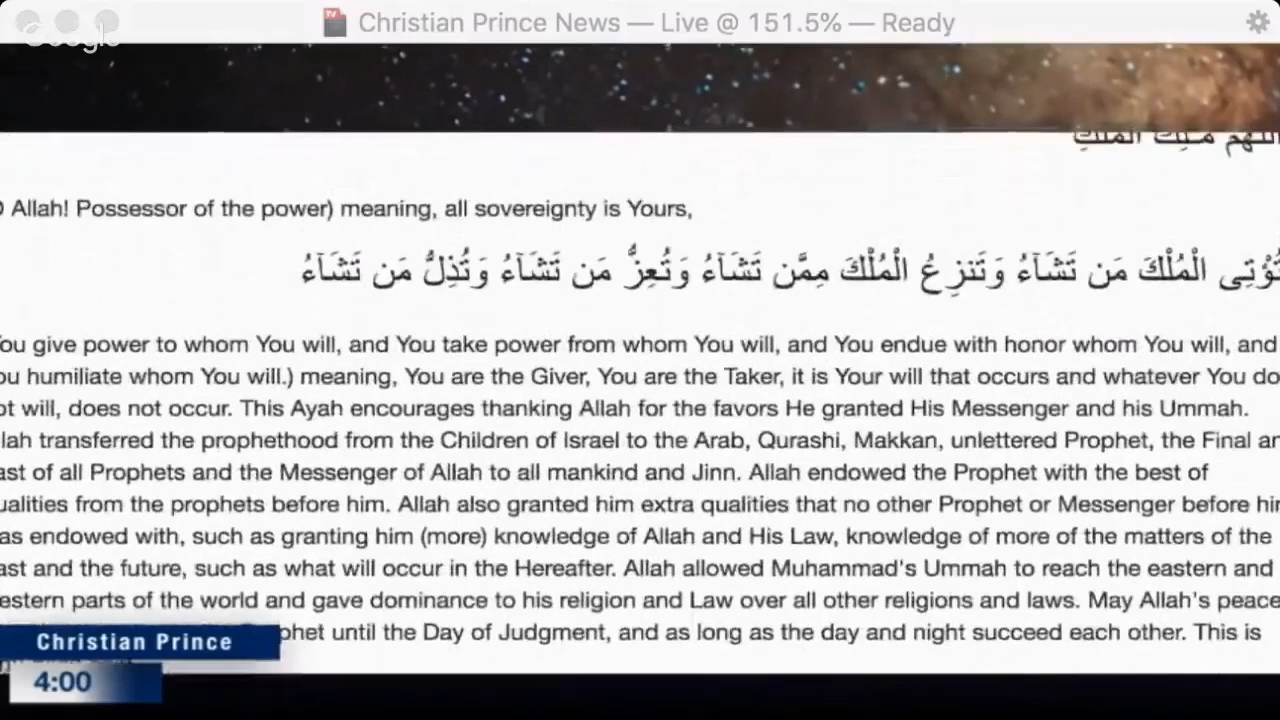 Christian Prince News — Live @ 151.5% — Ready
Google
Allah! Possessor of the power) meaning, all sovereignty is Yours,
تُؤْتِى الْمُلْكَ مَن تَشَآءُ وَتَنزِعُ الْمُلْكَ مِمَّن تَشَآءُ وَتُعِزُّ مَن تَشَآءُ وَتُذِلُّ مَن تَشَآءُ
ou give power to whom You will, and You take power from whom You will, and You endue with honor whom You will, and
ou humiliate whom You will.) meaning, You are the Giver, You are the Taker, it is Your will that occurs and whatever You do
ot will, does not occur. This Ayah encourages thanking Allah for the favors He granted His Messenger and his Ummah.
lah transferred the prophethood from the Children of Israel to the Arab, Qurashi, Makkan, unlettered Prophet, the Final an
ast of all Prophets and the Messenger of Allah to all mankind and Jinn. Allah endowed the Prophet with the best of
ualities from the prophets before him. Allah also granted him extra qualities that no other Prophet or Messenger before hi
as endowed with, such as granting him (more) knowledge of Allah and His Law, knowledge of more of the matters of the
ast and the future, such as what will occur in the Hereafter. Allah allowed Muhammad's Ummah to reach the eastern and
estern parts of the world and gave dominance to his religion and Law over all other religions and laws. May Allah's peace
phet until the Day of Judgment, and as long as the day and night succeed each other. This is
Christian Prince
4:00